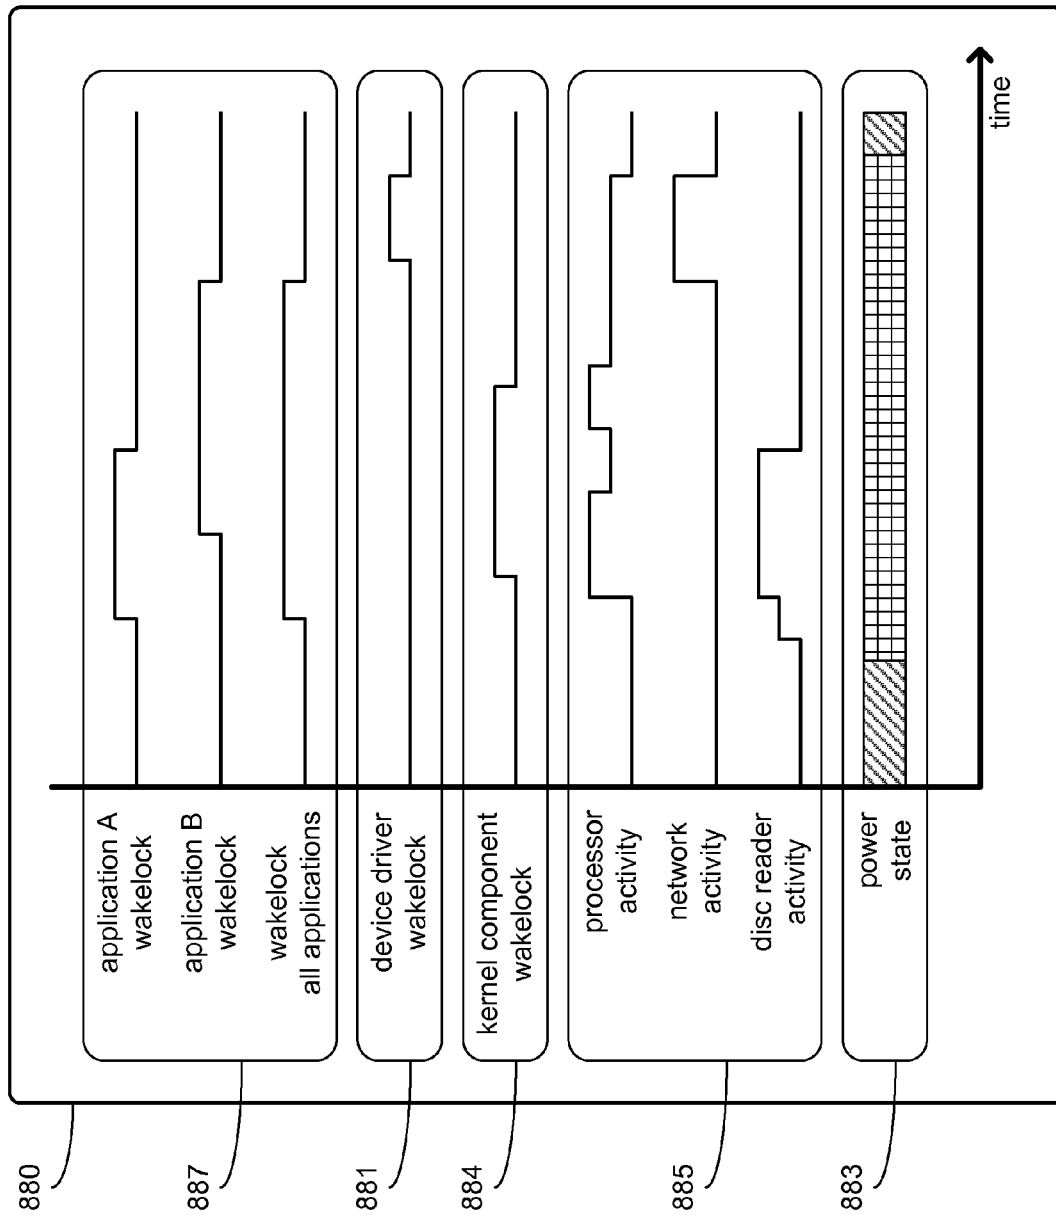 880
887
881
884
885
883
application A
wakelock
application B
wakelock
wakelock
all applications
device driver
wakelock
kernel component
wakelock
processor
activity
network
activity
disc reader
activity
power
state
time